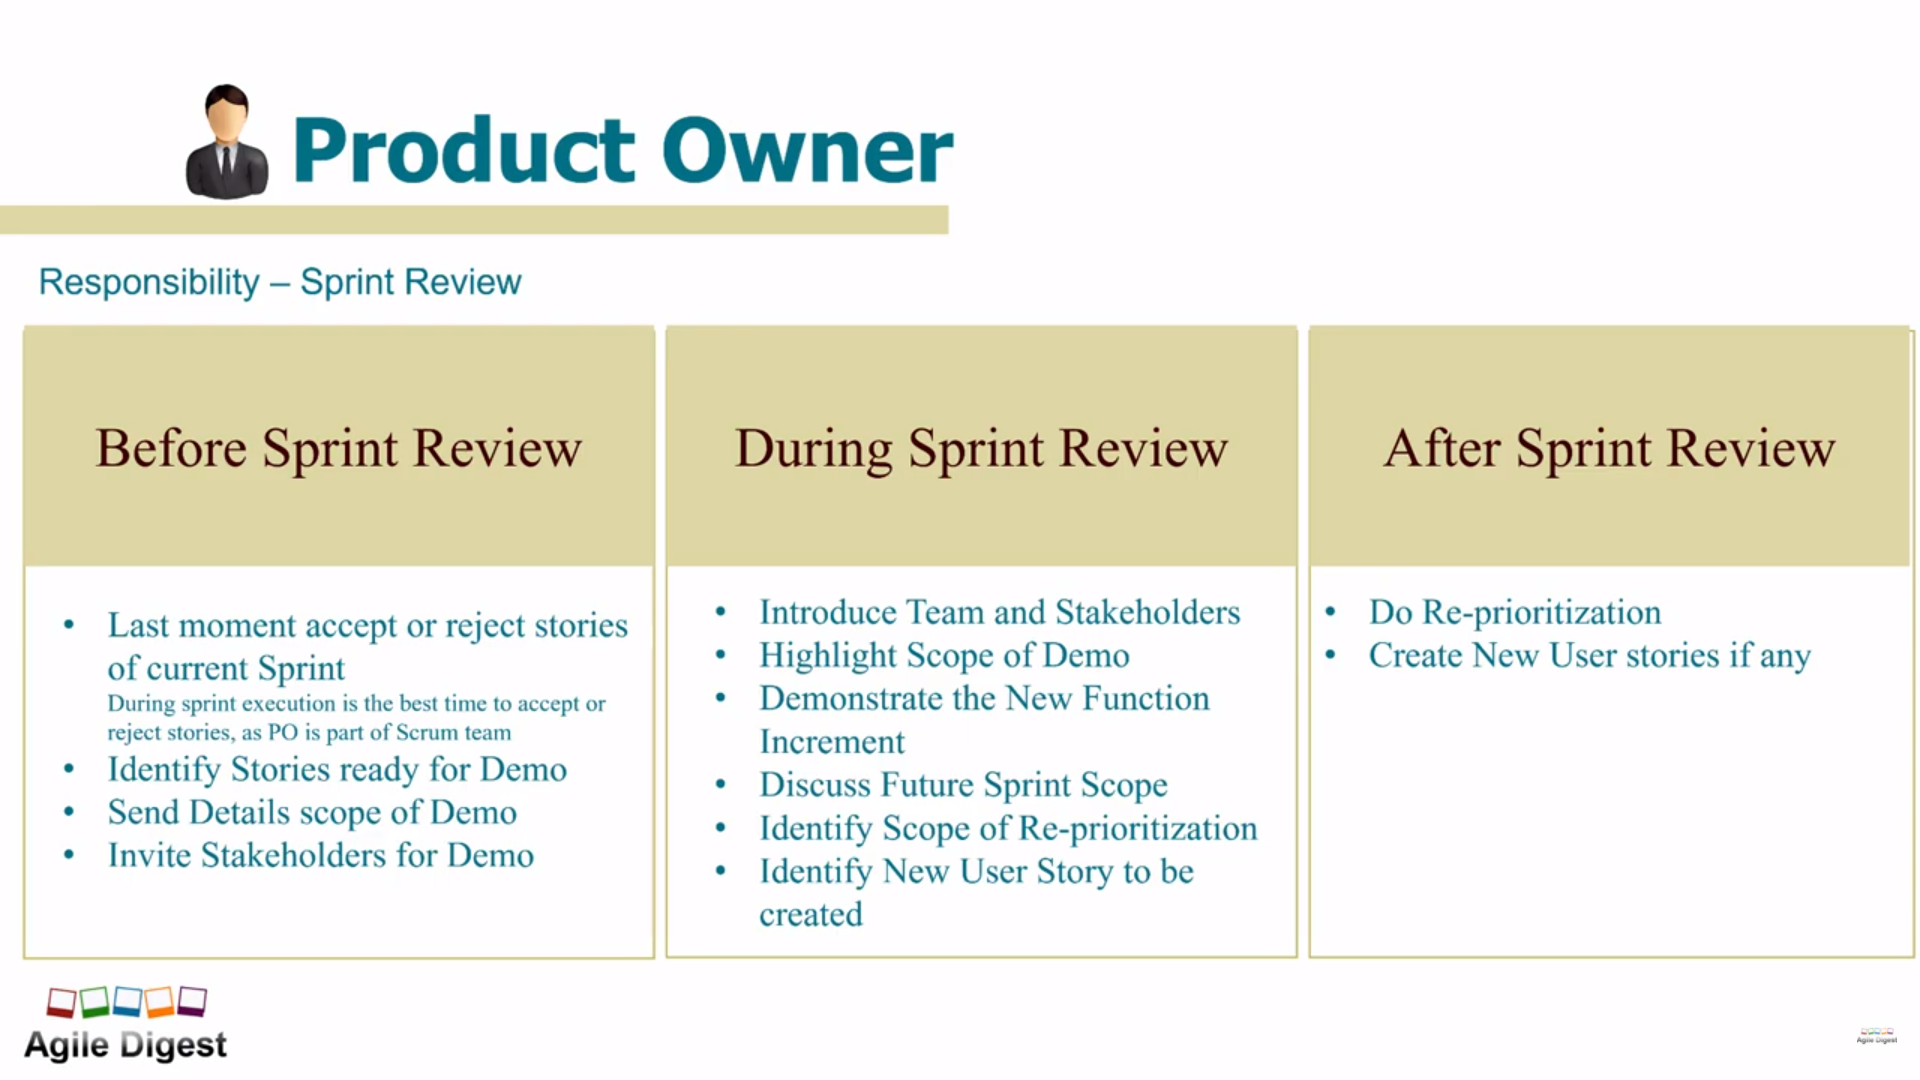 Product Owner
Responsibility – Sprint Review
Before Sprint Review
• Last moment accept or reject stories
of current Sprint
During sprint execution is the best time to accept or
reject stories, as PO is part of Scrum team
• Identify Stories ready for Demo
• Send Details scope of Demo
• Invite Stakeholders for Demo
During Sprint Review
• Introduce Team and Stakeholders
• Highlight Scope of Demo
• Demonstrate the New Function
Increment
• Discuss Future Sprint Scope
• Identify Scope of Re-prioritization
• Identify New User Story to be
created
After Sprint Review
• Do Re-prioritization
• Create New User stories if any
Agile Digest
Agile Digest